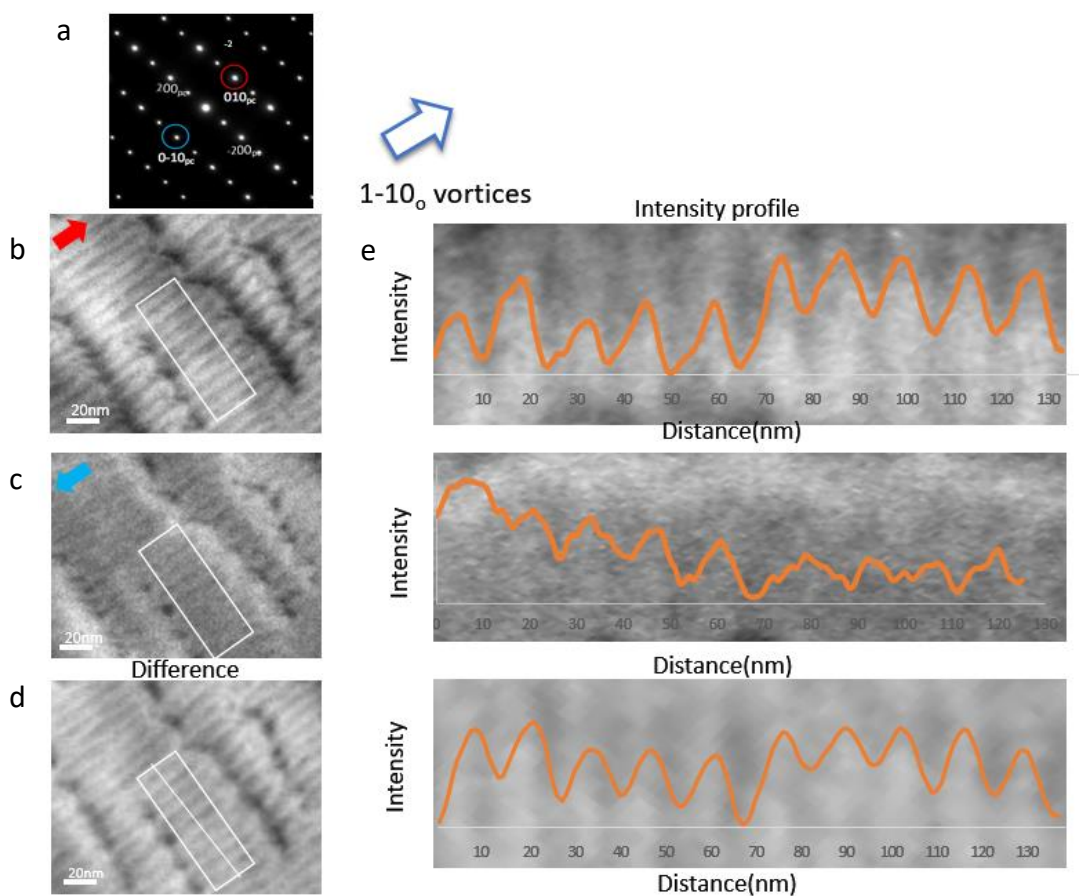 a
-2
200pc
010pc
0-10pc
-200pc
1-10o vortices
b
20nm
c
20nm
Difference
d
20nm
e
Intensity profile
Intensity
10 20 30 40 50 60 70 80 90 100 110 120 130
Distance(nm)
Intensity
0 10 20 30 40 50 60 70 80 90 100 110 120 180
Distance(nm)
Intensity
10 20 30 40 50 60 70 80 90 100 110 120 130
Distance(nm)